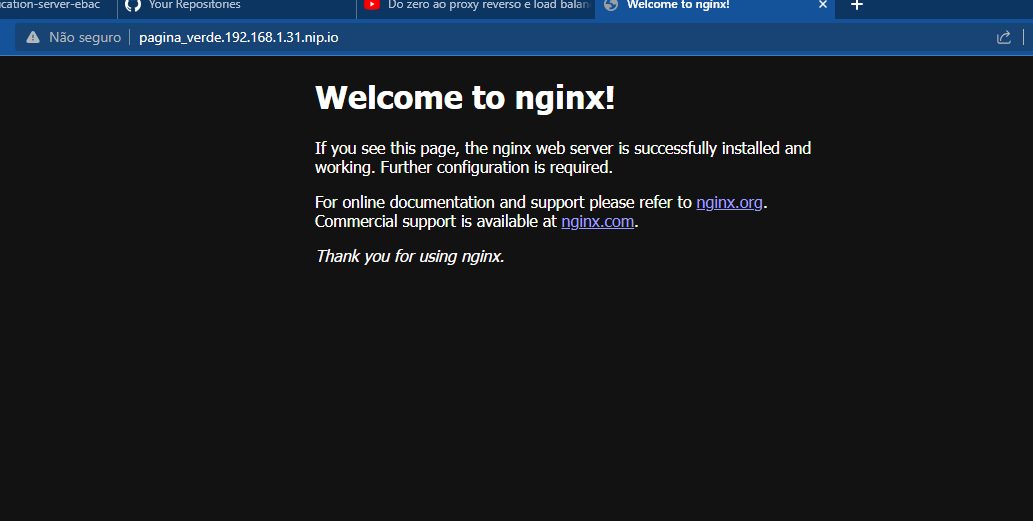 ication-server-ebac
Your Repositories
Do zero ao proxy reverso e load balan
Welcome to nginx!
Não seguro
pagina_verde.192.168.1.31.nip.io
Welcome to nginx!
If you see this page, the nginx web server is successfully installed and
working. Further configuration is required.
For online documentation and support please refer to nginx.org.
Commercial support is available at nginx.com.
Thank you for using nginx.